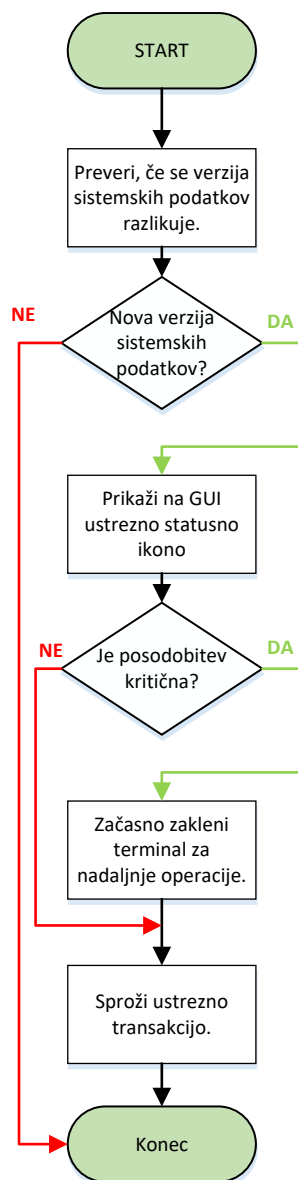 START
Preveri, če se verzija
sistemskih podatkov
razlikuje.
NE
Nova verzija
sistemskih
podatkov?
DA
Prikaži na GUI
ustrezno statusno
ikono
NE
Je posodobitev
kritična?
DA
Začasno zakleni
terminal za
nadaljnje operacije.
Sproži ustrezno
transakcijo.
Konec